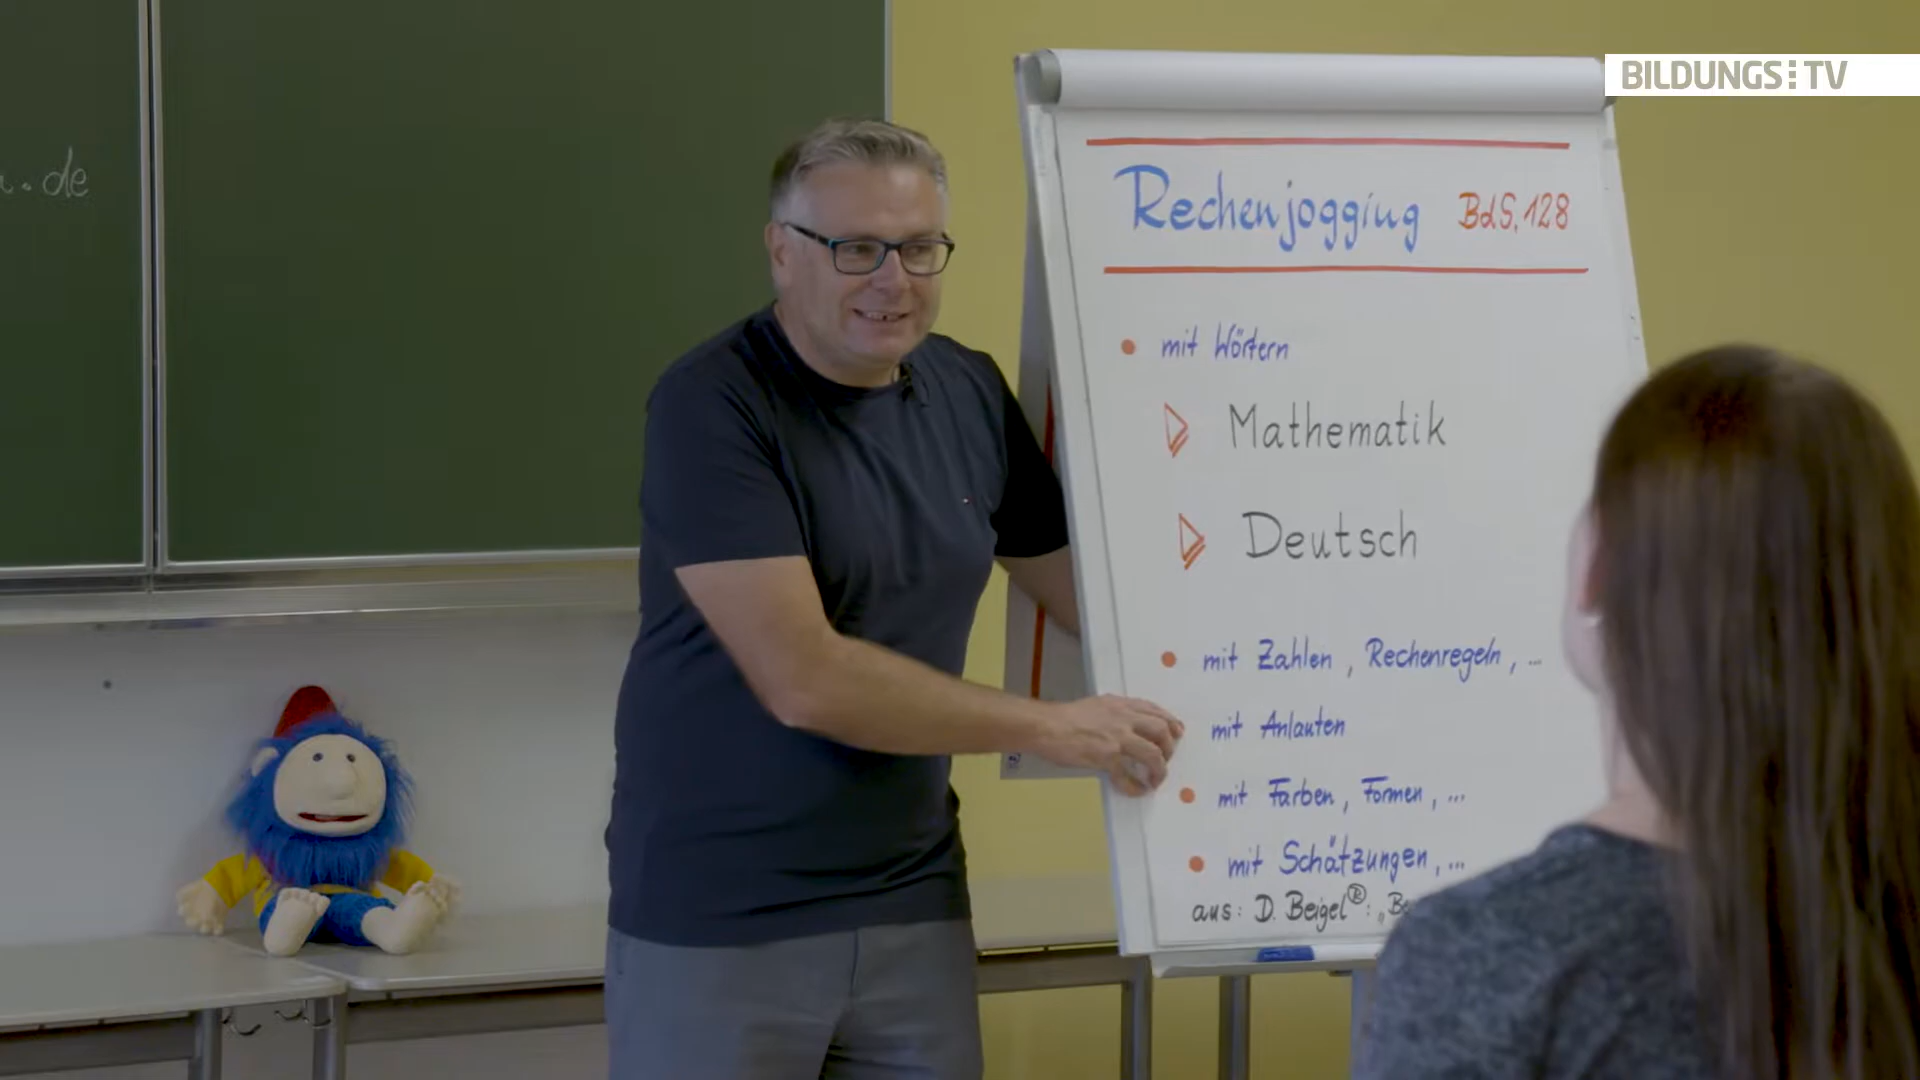 BILDUNGS:TV
.de
Rechenjogging BdS, 128
mit Wörtern
Mathematik
Deutsch
mit Zahlen, Rechenregeln, ...
mit Anlauten
mit Farben, Formen, ...
mit Schätzungen, ...
aus: D. Beigel®: „Be